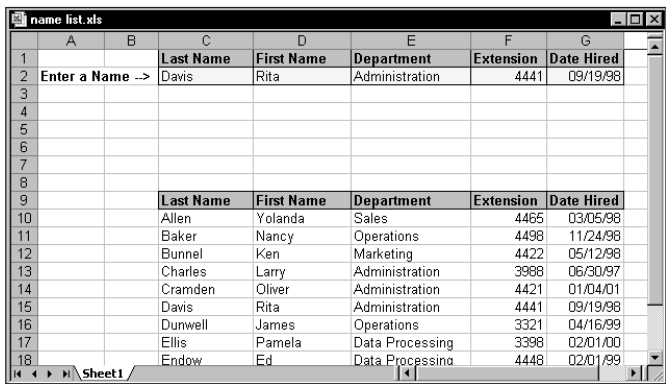 name list.xls
A B C D E F G
1 Last Name First Name Department Extension Date Hired
2 Enter a Name --> Davis Rita Administration 4441 09/19/98
3
4
5
6
7
8
9 Last Name First Name Department Extension Date Hired
10 Allen Yolanda Sales 4465 03/05/98
11 Baker Nancy Operations 4498 11/24/98
12 Bunnel Ken Marketing 4422 05/12/98
13 Charles Larry Administration 3988 06/30/97
14 Cramden Oliver Administration 4421 01/04/01
15 Davis Rita Administration 4441 09/19/98
16 Dunwell James Operations 3321 04/16/99
17 Ellis Pamela Data Processing 3398 02/01/00
18 Endow Ed Data Processing 4448 02/01/99
Sheet1